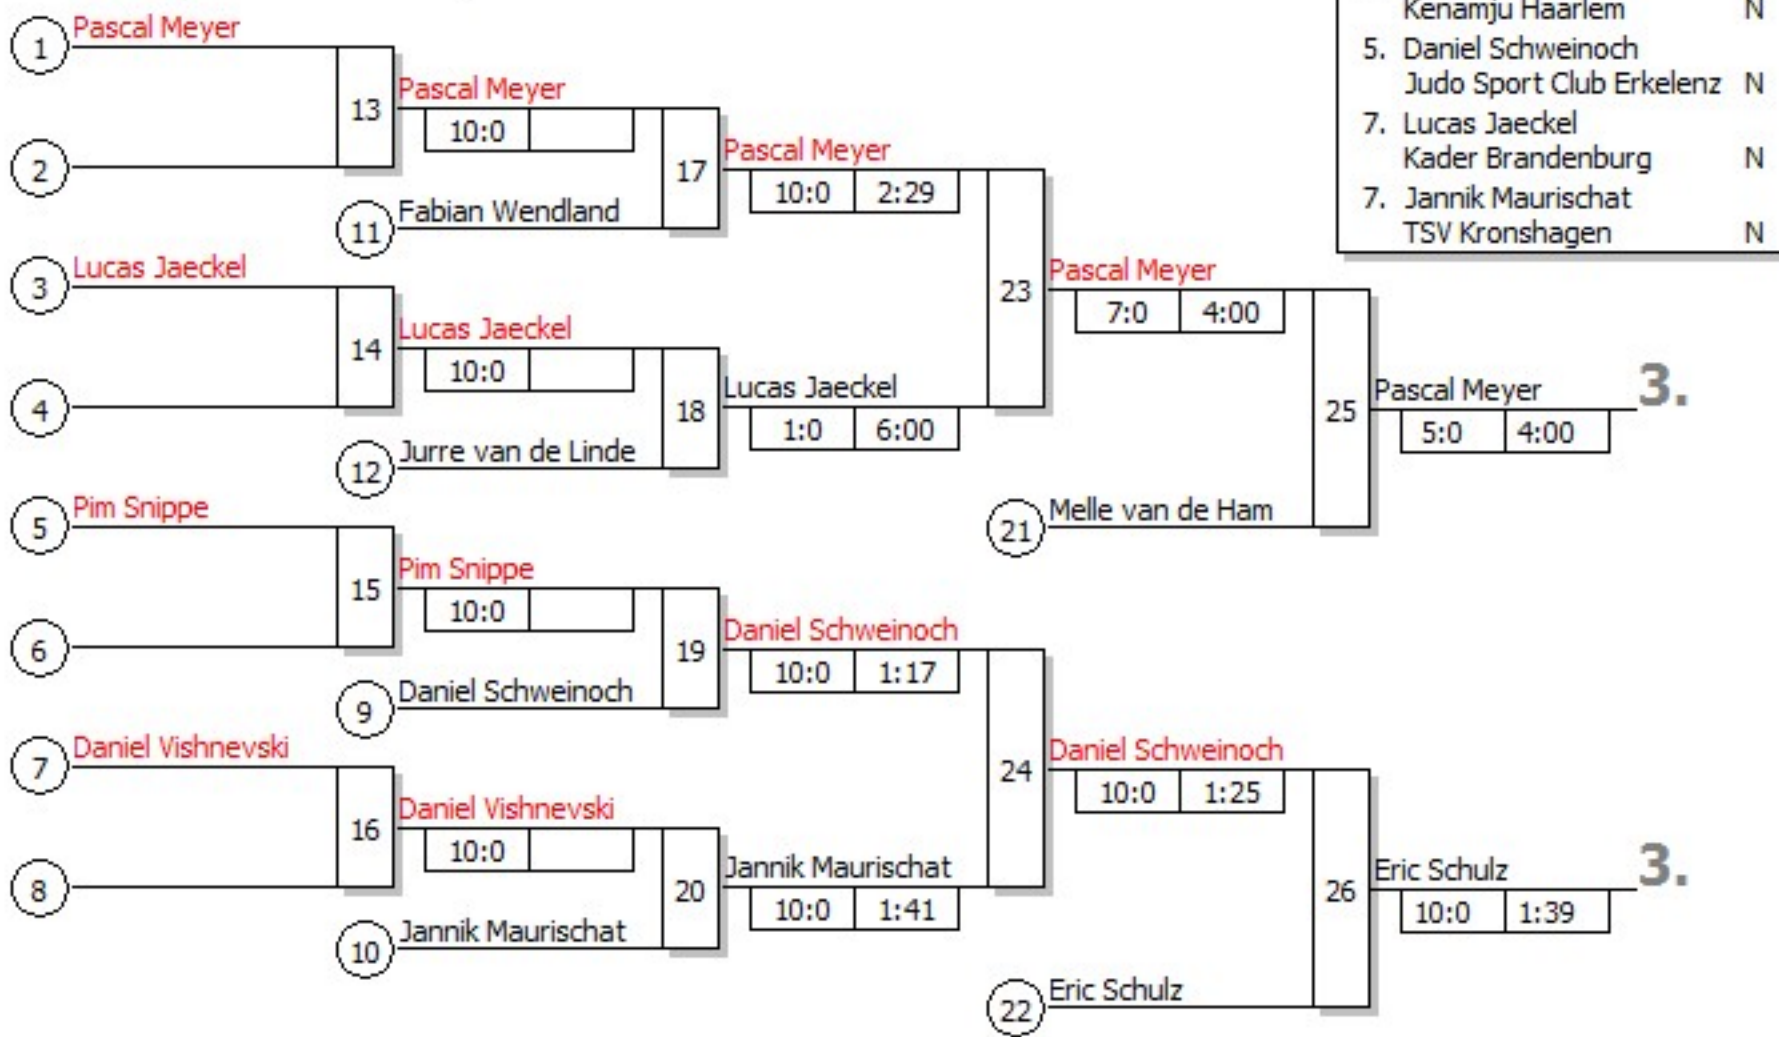 Kenamju Haarlem N
5. Daniel Schweinoch
Judo Sport Club Erkelenz N
7. Lucas Jaeckel
Kader Brandenburg N
7. Jannik Maurischat
TSV Kronshagen N
1 Pascal Meyer
13 Pascal Meyer
10:0
2
17 Pascal Meyer
10:0 2:29
11 Fabian Wendland
3 Lucas Jaeckel
23 Pascal Meyer
7:0 4:00
14 Lucas Jaeckel
10:0
4
18 Lucas Jaeckel
1:0 6:00
25 Pascal Meyer 3.
5:0 4:00
12 Jurre van de Linde
5 Pim Snippe
21 Melle van de Ham
15 Pim Snippe
10:0
6
19 Daniel Schweinoch
10:0 1:17
9 Daniel Schweinoch
7 Daniel Vishnevski
24 Daniel Schweinoch
10:0 1:25
16 Daniel Vishnevski
10:0
8
20 Jannik Maurischat
10:0 1:41
26 Eric Schulz 3.
10:0 1:39
10 Jannik Maurischat
22 Eric Schulz